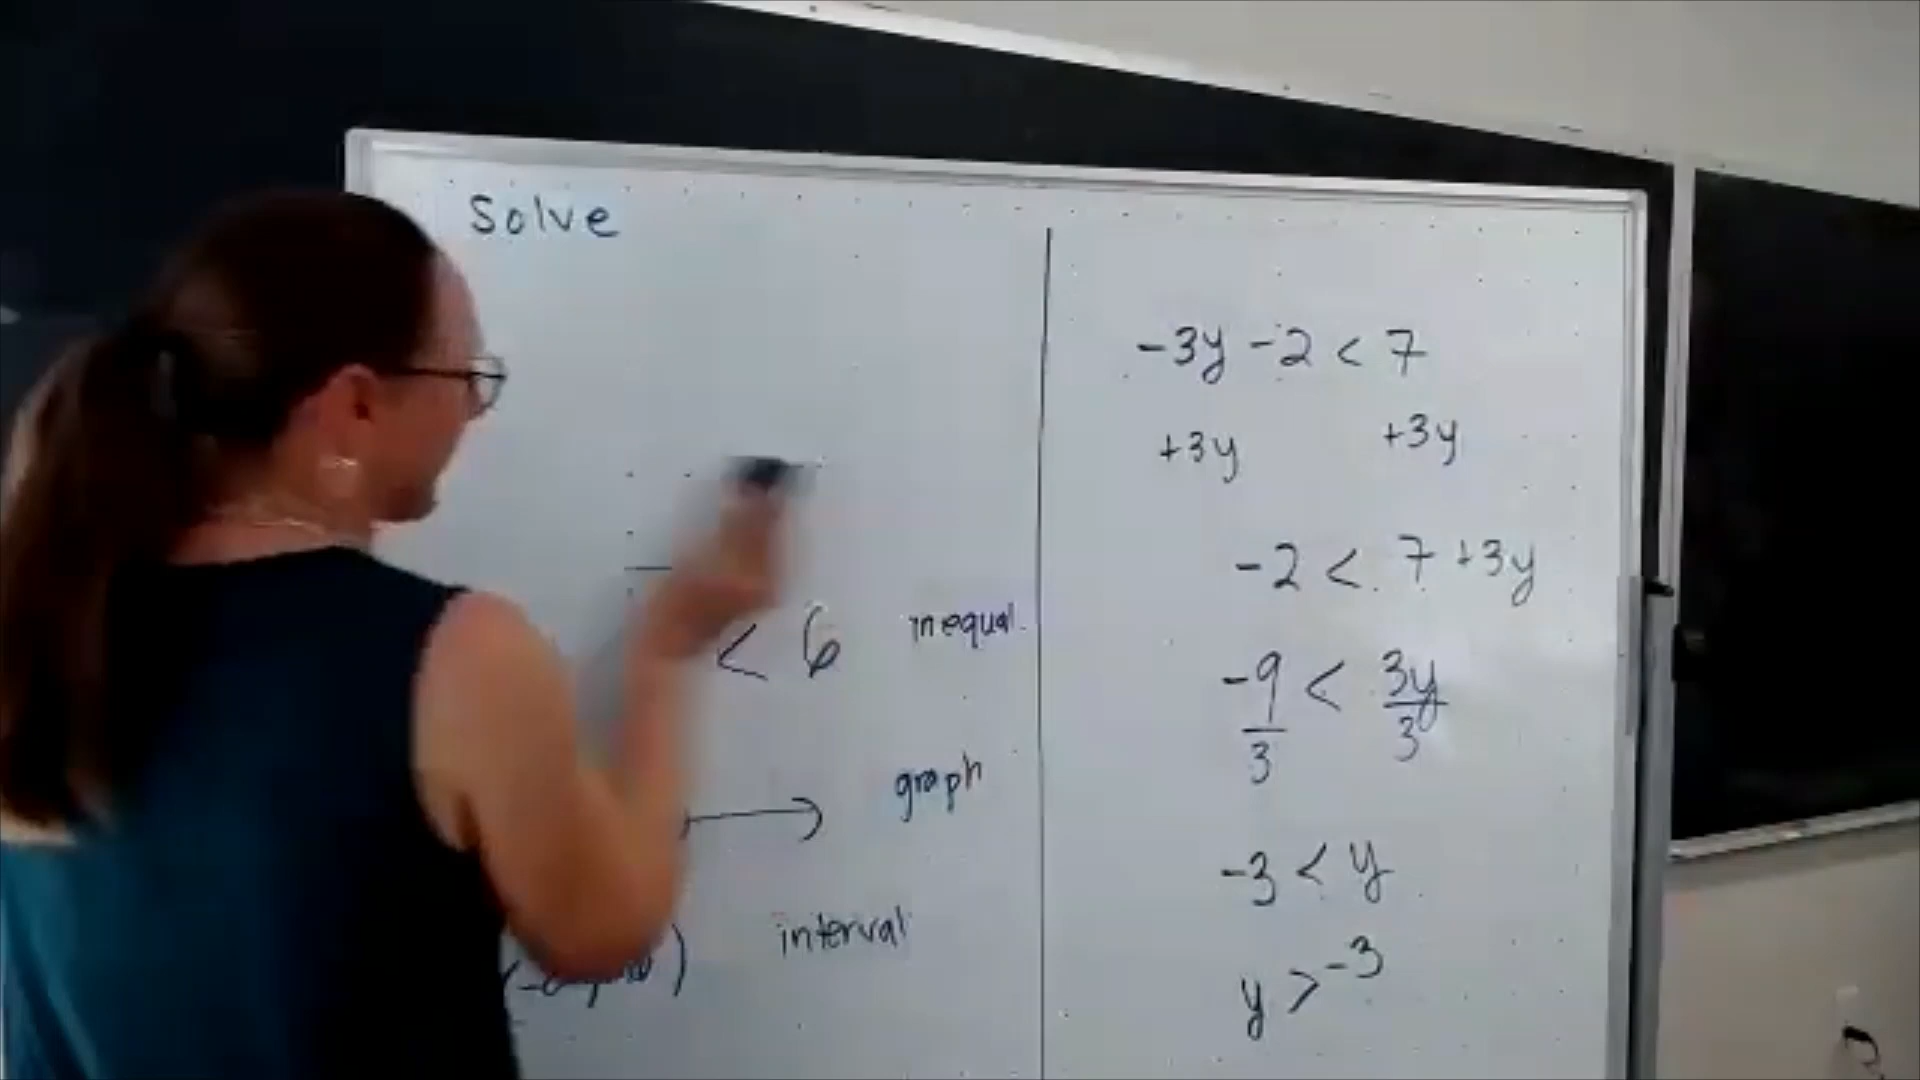 Solve
< 6 inequal.
graph
interval
-3y -2 < 7
+3y +3y
-2 < 7 +3y
-9 < 3y
3 3
-3 < y
y > -3